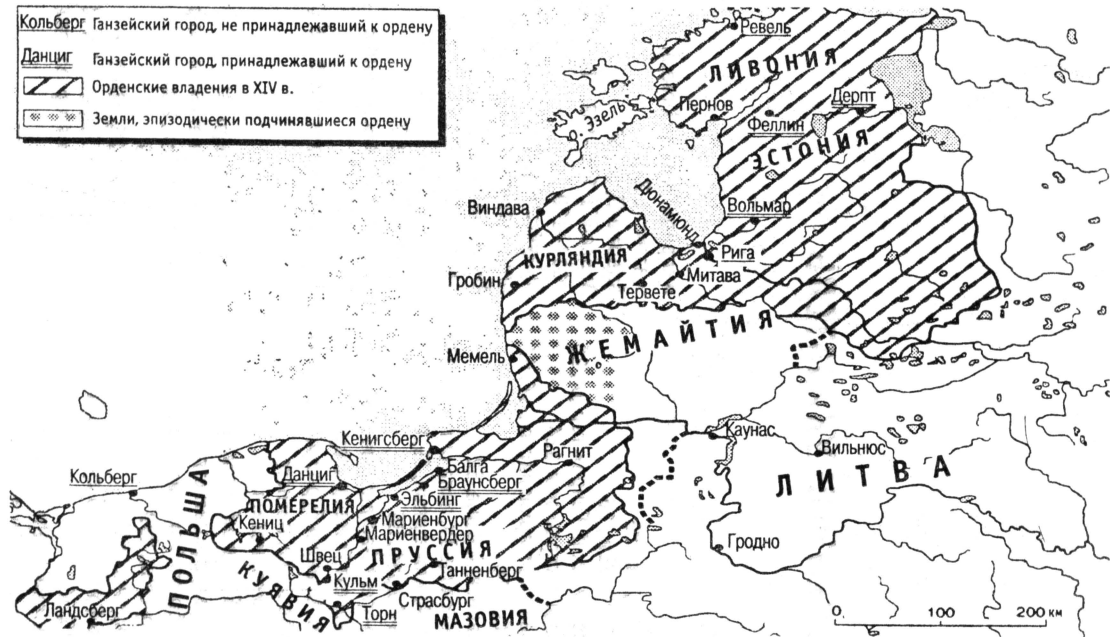 Кольберг Ганзейский город, не принадлежавший к ордену
Данциг Ганзейский город, принадлежавший к ордену
Орденские владения в XIV в.
Земли, эпизодически подчинявшиеся ордену
Ревель
ЛИВОНИЯ
о. Эзель
Пернов
Дерпт
Феллин
ЭСТОНИЯ
Дюнамюнд
Виндава
Вольмар
КУРЛЯНДИЯ
Рига
Гробин
Митава
Тервете
ЖЕМАЙТИЯ
Мемель
Кенигсберг
Каунас
Рагнит
Вильнюс
Кольберг
Данциг
Балга
Браунсберг
ЛИТВА
ПОЛЬША
ПОМЕРЕЛИЯ
Эльбинг
Кениц
Мариенбург
Мариенвердер
Гродно
ПРУССИЯ
Швец
Танненберг
КУЯВИЯ
Кульм
Страсбург
Ландсберг
Торн
МАЗОВИЯ
0 100 200 км